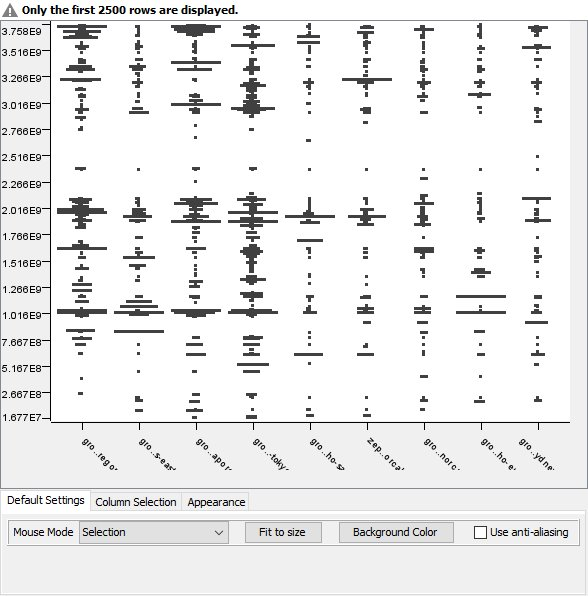 Only the first 2500 rows are displayed.
3.758E9
3.516E9
3.266E9
3.016E9
2.766E9
2.516E9
2.266E9
2.016E9
1.766E9
1.516E9
1.266E9
1.016E9
7.667E8
5.167E8
2.667E8
1.677E7
Default Settings Column Selection Appearance
Mouse Mode Selection Fit to size Background Color Use anti-aliasing